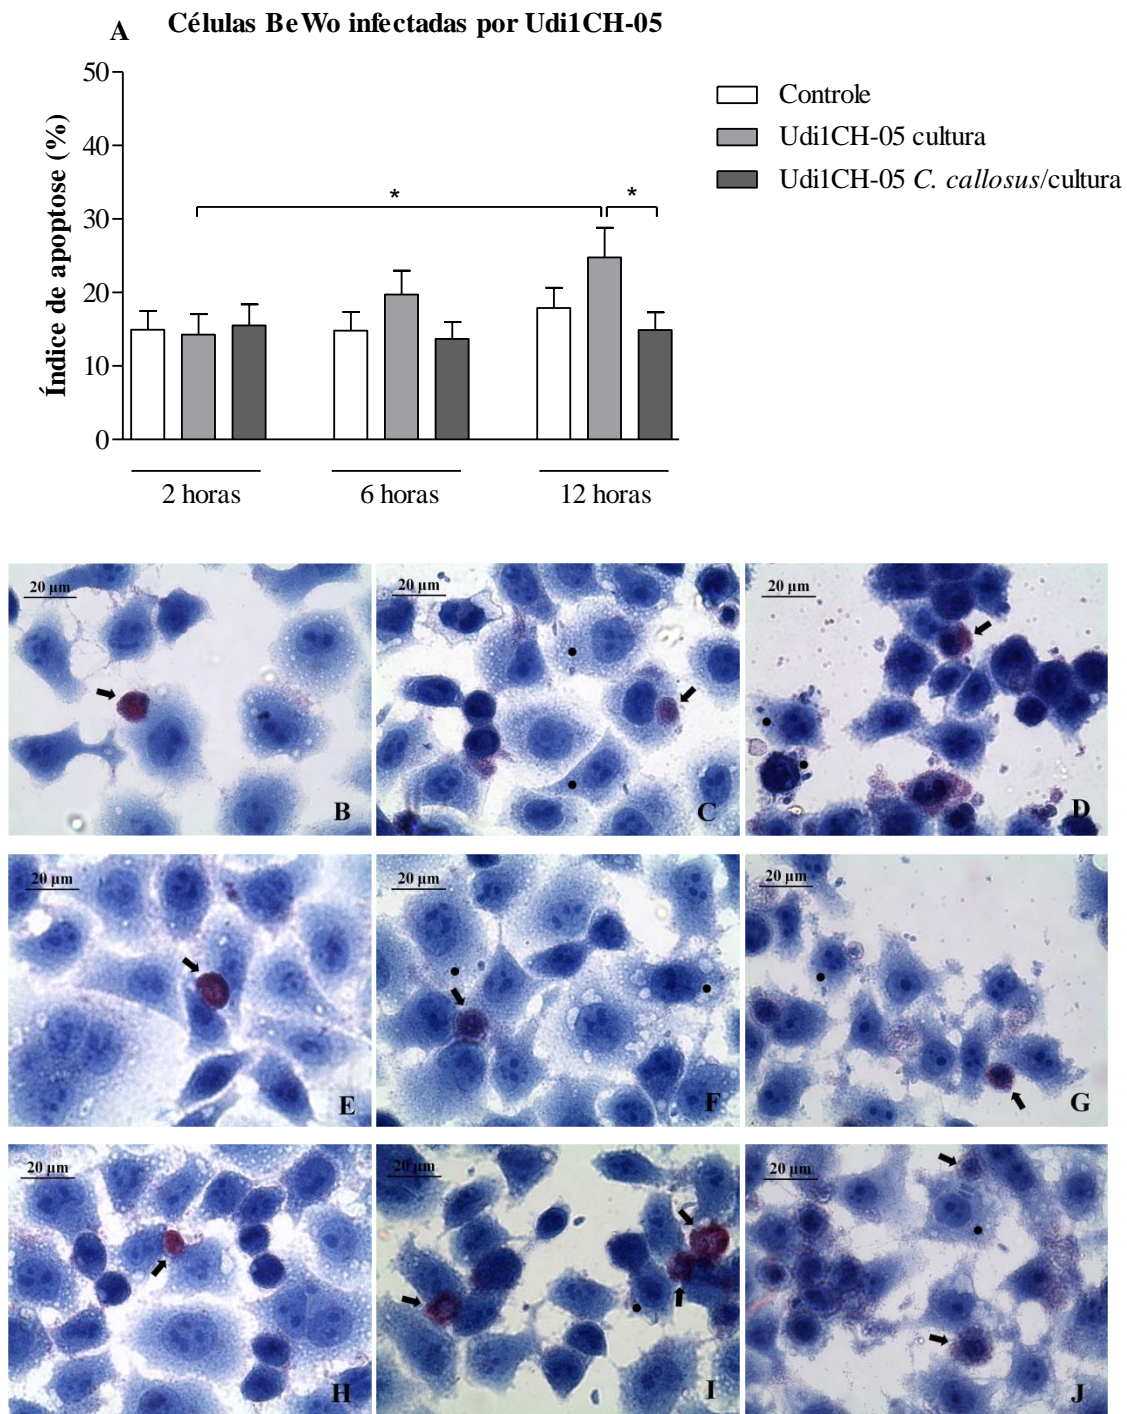 A Células BeWo infectadas por Udi1CH-05
50
40
30
20
10
0
Índice de apoptose (%)
*
*
2 horas 6 horas 12 horas
Controle
Udi1CH-05 cultura
Udi1CH-05 C. callosus/cultura
20 µm
B
20 µm
C
20 µm
D
20 µm
E
20 µm
F
20 µm
G
20 µm
H
20 µm
I
20 µm
J